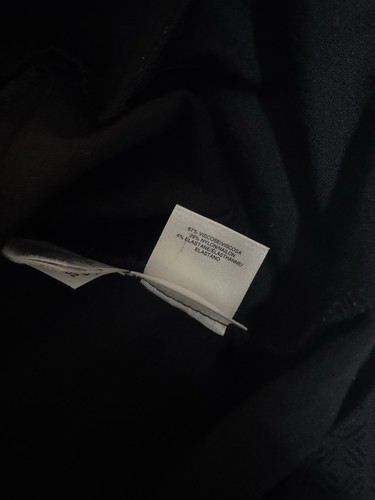 67% VISCOSE/VISCOSA
29% NYLON/NAILON
4% ELASTANE/ELASTHANNE/
ELASTANO